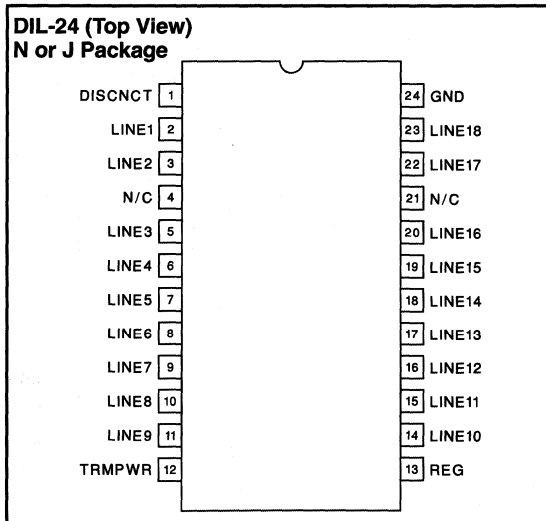 DIL-24 (Top View)
N or J Package
DISCNCT 1
24 GND
LINE1 2
23 LINE18
LINE2 3
22 LINE17
N/C 4
21 N/C
LINE3 5
20 LINE16
LINE4 6
19 LINE15
LINE5 7
18 LINE14
LINE6 8
17 LINE13
LINE7 9
16 LINE12
LINE8 10
15 LINE11
LINE9 11
14 LINE10
TRMPWR 12
13 REG